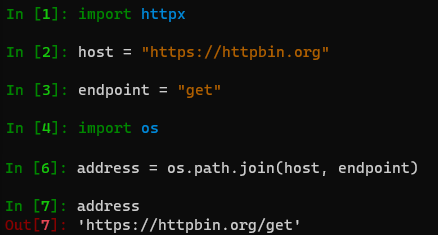 In [1]: import httpx
In [2]: host = "https://httpbin.org"
In [3]: endpoint = "get"
In [4]: import os
In [6]: address = os.path.join(host, endpoint)
In [7]: address
Out[7]: 'https://httpbin.org/get'